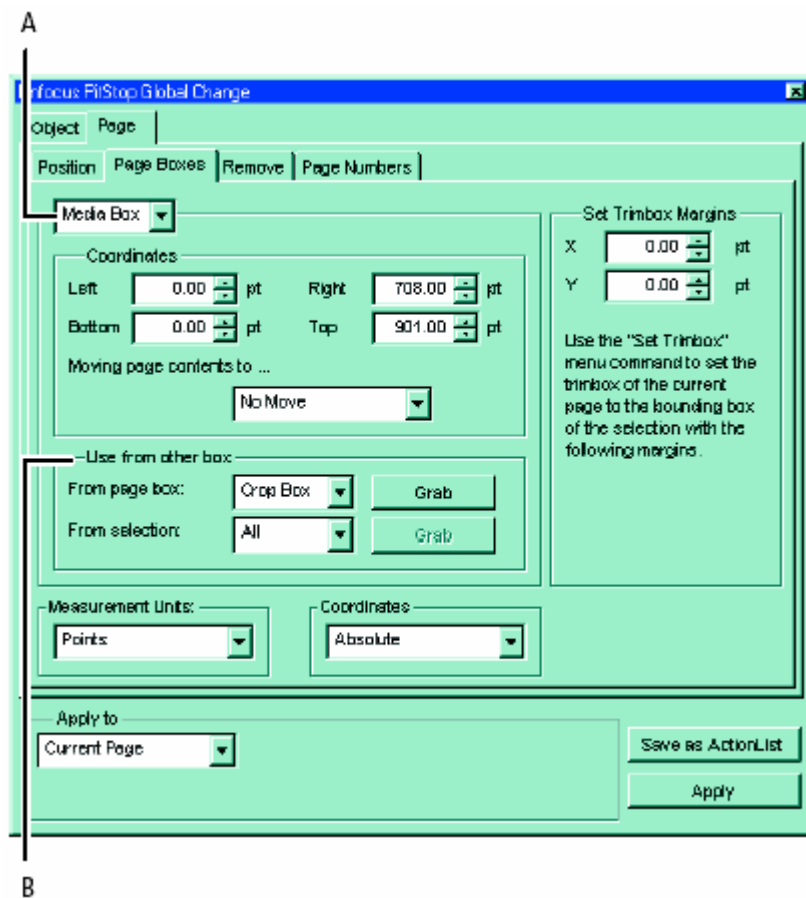 A
Enfocus PitStop Global Change
Object Page
Position Page Boxes Remove Page Numbers
Media Box
Coordinates
Left 0.00 pt Right 708.00 pt
Bottom 0.00 pt Top 901.00 pt
Moving page contents to ...
No Move
Use from other box
From page box: Crop Box Grab
From selection: All Grab
Set Trimbox Margins
X 0.00 pt
Y 0.00 pt
Use the "Set Trimbox"
menu command to set the
trimbox of the current
page to the bounding box
of the selection with the
following margins.
Measurement Units:
Points
Coordinates
Absolute
Apply to
Current Page
Save as ActionList
Apply
B